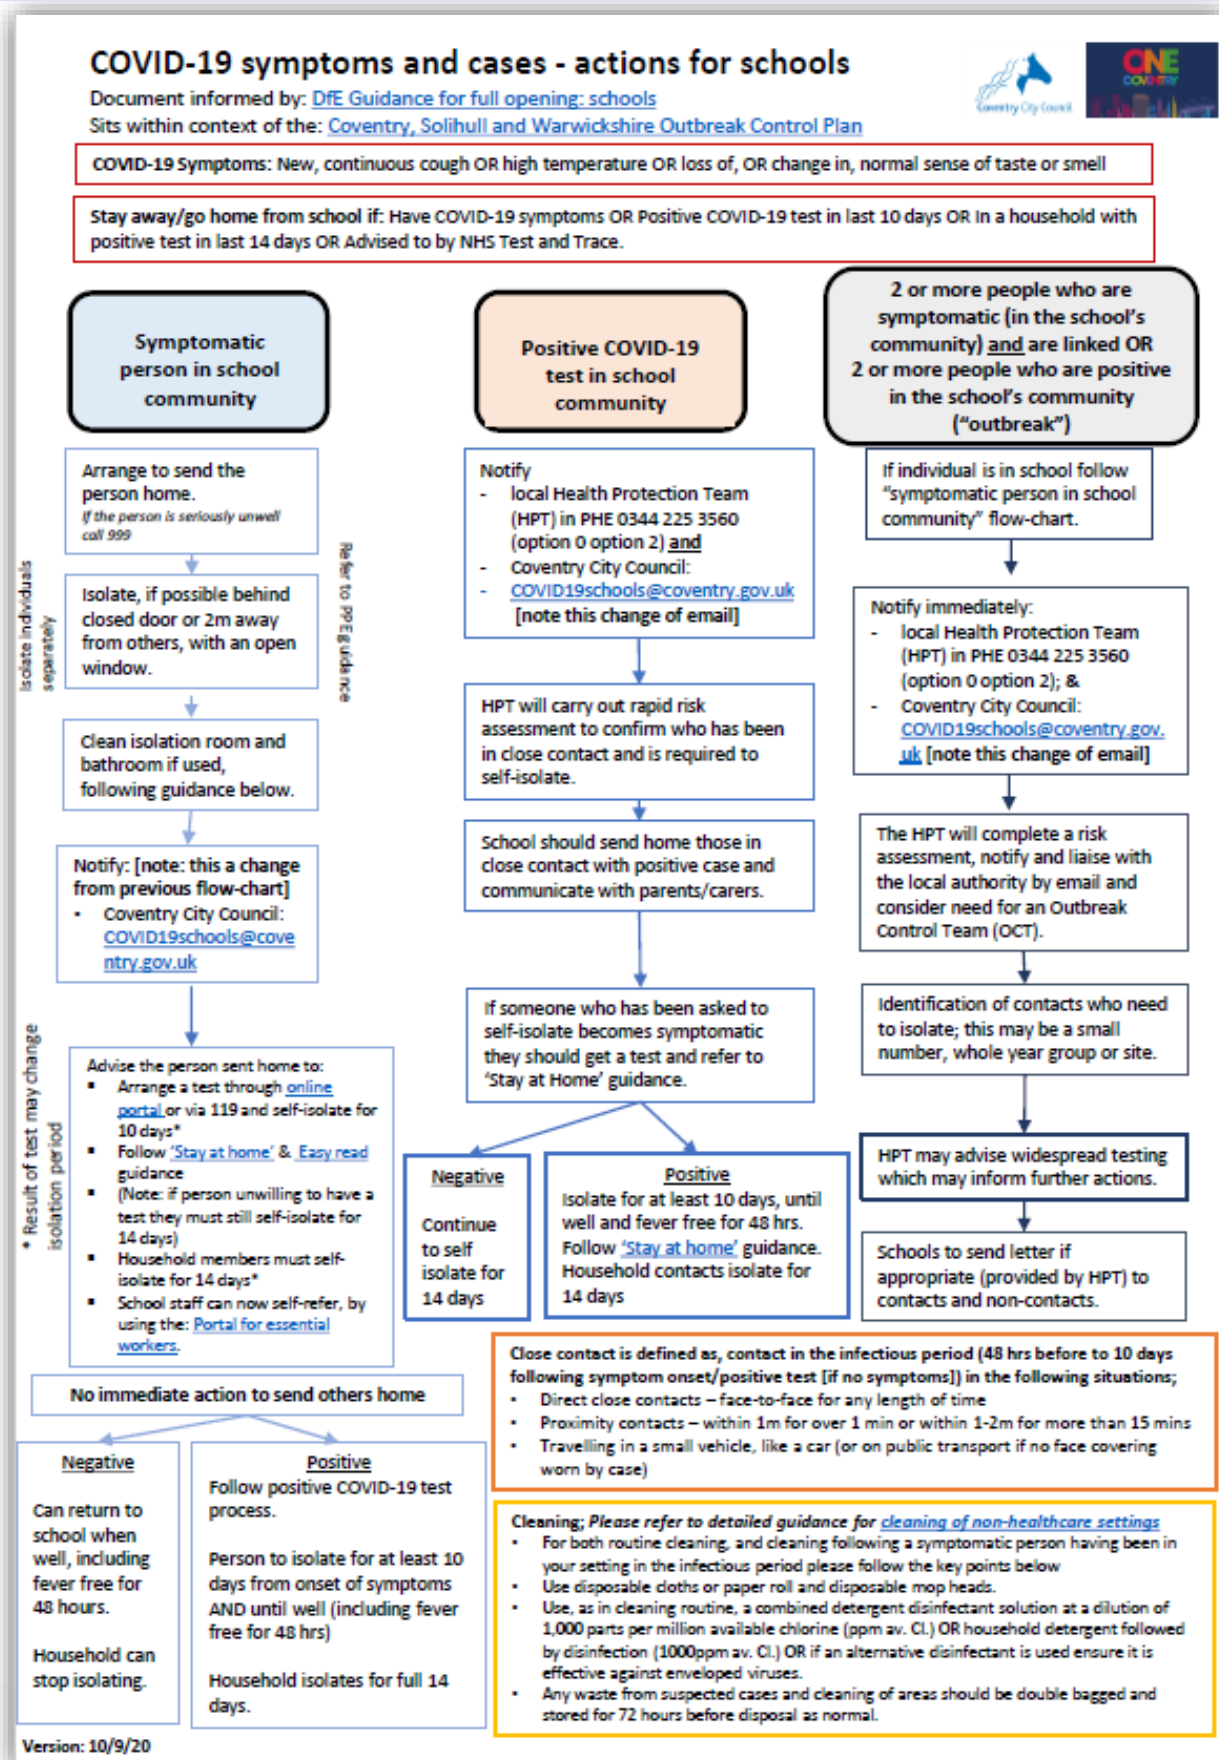 COVID-19 symptoms and cases - actions for schools
Document informed by: DfE Guidance for full opening: schools
Sits within context of the: Coventry, Solihull and Warwickshire Outbreak Control Plan
Coventry City Council
ONE
COVENTRY
COVID-19 Symptoms: New, continuous cough OR high temperature OR loss of, OR change in, normal sense of taste or smell
Stay away/go home from school if: Have COVID-19 symptoms OR Positive COVID-19 test in last 10 days OR In a household with
positive test in last 14 days OR Advised to by NHS Test and Trace.
Symptomatic
person in school
community
Arrange to send the
person home.
If the person is seriously unwell
call 999
Isolate individuals
separately
Refer to PPE guidance
Isolate, if possible behind
closed door or 2m away
from others, with an open
window.
Clean isolation room and
bathroom if used,
following guidance below.
Notify: [note: this a change
from previous flow-chart]
▪ Coventry City Council:
COVID19schools@cove
ntry.gov.uk
* Result of test may change
isolation period
Advise the person sent home to:
▪ Arrange a test through online
portal or via 119 and self-isolate for
10 days*
▪ Follow 'Stay at home' & Easy read
guidance
▪ (Note: if person unwilling to have a
test they must still self-isolate for
14 days)
▪ Household members must self-
isolate for 14 days*
▪ School staff can now self-refer, by
using the: Portal for essential
workers.
No immediate action to send others home
Negative
Can return to
school when
well, including
fever free for
48 hours.
Household can
stop isolating.
Positive
Follow positive COVID-19 test
process.
Person to isolate for at least 10
days from onset of symptoms
AND until well (including fever
free for 48 hrs)
Household isolates for full 14
days.
Positive COVID-19
test in school
community
Notify
- local Health Protection Team
(HPT) in PHE 0344 225 3560
(option 0 option 2) and
- Coventry City Council:
- COVID19schools@coventry.gov.uk
[note this change of email]
HPT will carry out rapid risk
assessment to confirm who has been
in close contact and is required to
self-isolate.
School should send home those in
close contact with positive case and
communicate with parents/carers.
If someone who has been asked to
self-isolate becomes symptomatic
they should get a test and refer to
'Stay at Home' guidance.
Negative
Continue
to self
isolate for
14 days
Positive
Isolate for at least 10 days, until
well and fever free for 48 hrs.
Follow 'Stay at home' guidance.
Household contacts isolate for
14 days
2 or more people who are
symptomatic (in the school's
community) and are linked OR
2 or more people who are positive
in the school's community
("outbreak")
If individual is in school follow
"symptomatic person in school
community" flow-chart.
Notify immediately:
- local Health Protection Team
(HPT) in PHE 0344 225 3560
(option 0 option 2); &
- Coventry City Council:
COVID19schools@coventry.gov.
uk [note this change of email]
The HPT will complete a risk
assessment, notify and liaise with
the local authority by email and
consider need for an Outbreak
Control Team (OCT).
Identification of contacts who need
to isolate; this may be a small
number, whole year group or site.
HPT may advise widespread testing
which may inform further actions.
Schools to send letter if
appropriate (provided by HPT) to
contacts and non-contacts.
Close contact is defined as, contact in the infectious period (48 hrs before to 10 days
following symptom onset/positive test [if no symptoms]) in the following situations;
• Direct close contacts – face-to-face for any length of time
• Proximity contacts – within 1m for over 1 min or within 1-2m for more than 15 mins
• Travelling in a small vehicle, like a car (or on public transport if no face covering
worn by case)
Cleaning; Please refer to detailed guidance for cleaning of non-healthcare settings
• For both routine cleaning, and cleaning following a symptomatic person having been in
your setting in the infectious period please follow the key points below
• Use disposable cloths or paper roll and disposable mop heads.
• Use, as in cleaning routine, a combined detergent disinfectant solution at a dilution of
1,000 parts per million available chlorine (ppm av. Cl.) OR household detergent followed
by disinfection (1000ppm av. Cl.) OR if an alternative disinfectant is used ensure it is
effective against enveloped viruses.
• Any waste from suspected cases and cleaning of areas should be double bagged and
stored for 72 hours before disposal as normal.
Version: 10/9/20